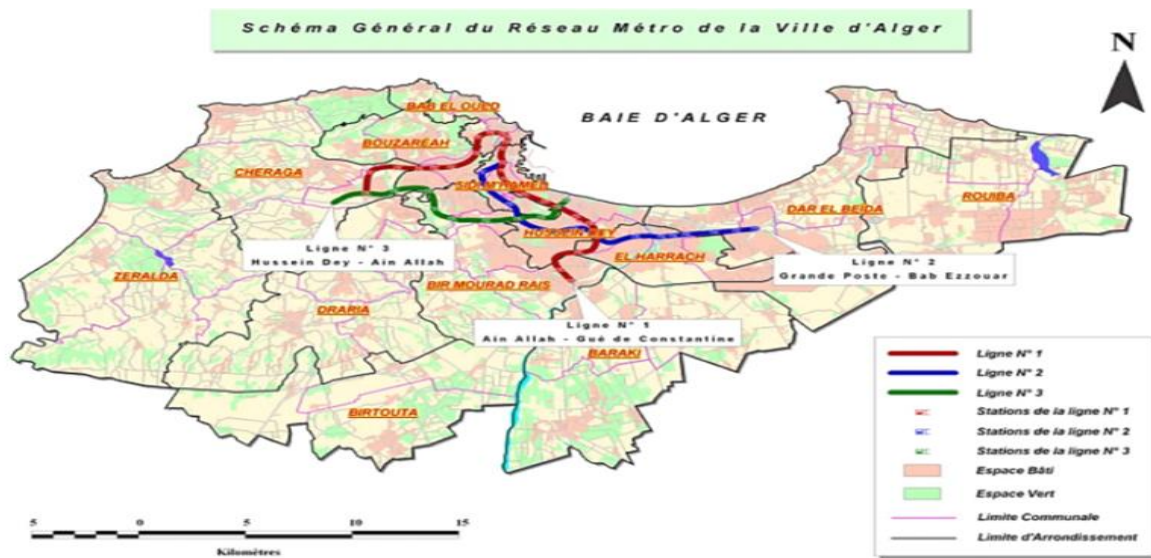 Schéma Général du Réseau Métro de la Ville d'Alger
N
BAIE D'ALGER
BAB EL OUED
BOUZAREAH
CHERAGA
SIDI M'HAMED
ROUIBA
DAR EL BEIDA
HUSSEIN DEY
EL HARRACH
Ligne N° 3
Hussein Dey - Ain Allah
Ligne N° 2
Grande Poste - Bab Ezzouar
ZERALDA
BIR MOURAD RAIS
DRARIA
Ligne N° 1
Ain Allah - Gué de Constantine
BARAKI
BIRTOUTA
Ligne N° 1
Ligne N° 2
Ligne N° 3
Stations de la ligne N° 1
Stations de la ligne N° 2
Stations de la ligne N° 3
Espace Bâti
Espace Vert
Limite Communale
Limite d'Arrondissement
5 0 5 10 15
Kilomètres